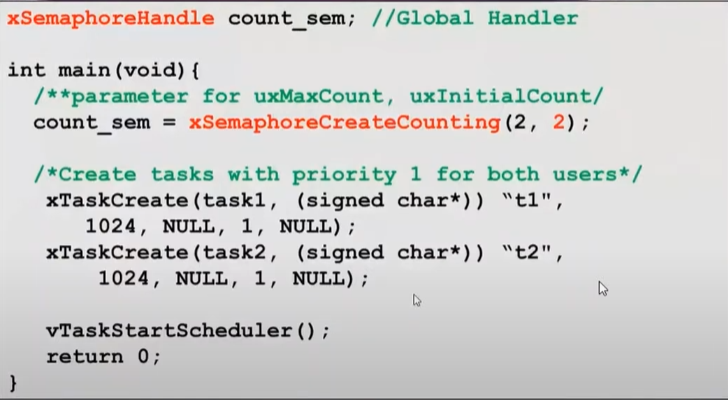 xSemaphoreHandle count_sem; //Global Handler
int main(void){
/**parameter for uxMaxCount, uxInitialCount/
count_sem = xSemaphoreCreateCounting(2, 2);
/*Create tasks with priority 1 for both users*/
xTaskCreate(task1, (signed char*)) “t1",
1024, NULL, 1, NULL);
xTaskCreate(task2, (signed char*)) “t2",
1024, NULL, 1, NULL);
vTaskStartScheduler();
return 0;
}